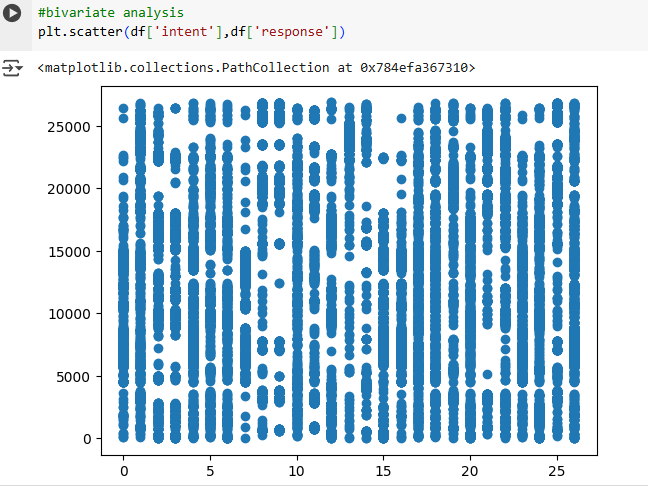 #bivariate analysis
plt.scatter(df['intent'],df['response'])
<matplotlib.collections.PathCollection at 0x784efa367310>
25000
20000
15000
10000
5000
0
0 5 10 15 20 25